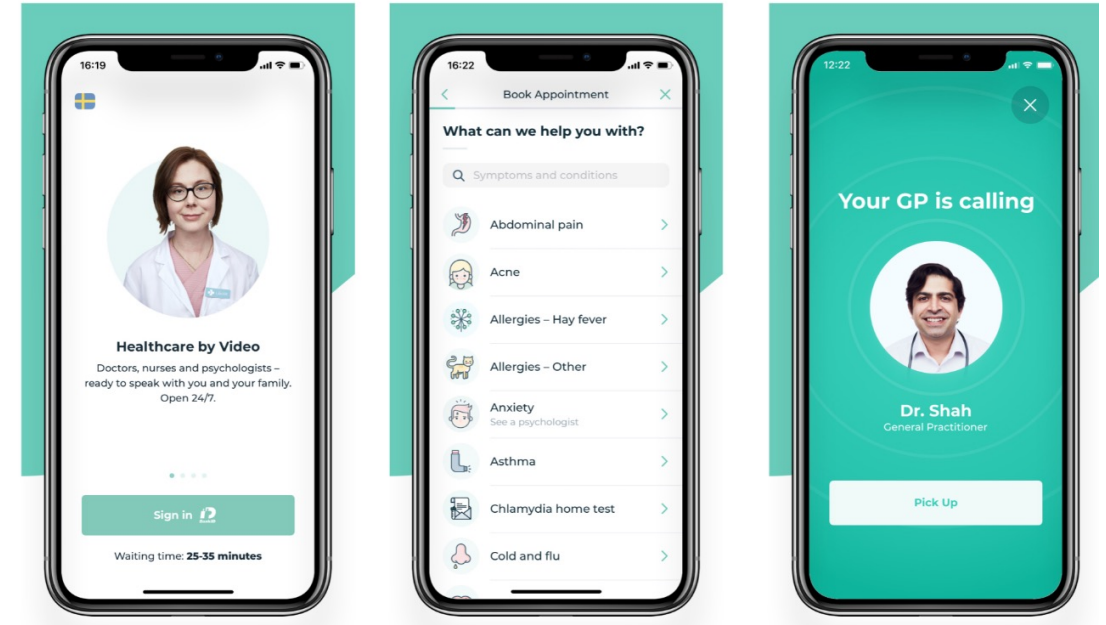 16:19
Healthcare by Video
Doctors, nurses and psychologists –
ready to speak with you and your family.
Open 24/7.
Sign in
Waiting time: 25-35 minutes
16:22
Book Appointment
What can we help you with?
Symptoms and conditions
Abdominal pain
Acne
Allergies – Hay fever
Allergies – Other
Anxiety
See a psychologist
Asthma
Chlamydia home test
Cold and flu
12:22
Your GP is calling
Dr. Shah
General Practitioner
Pick Up